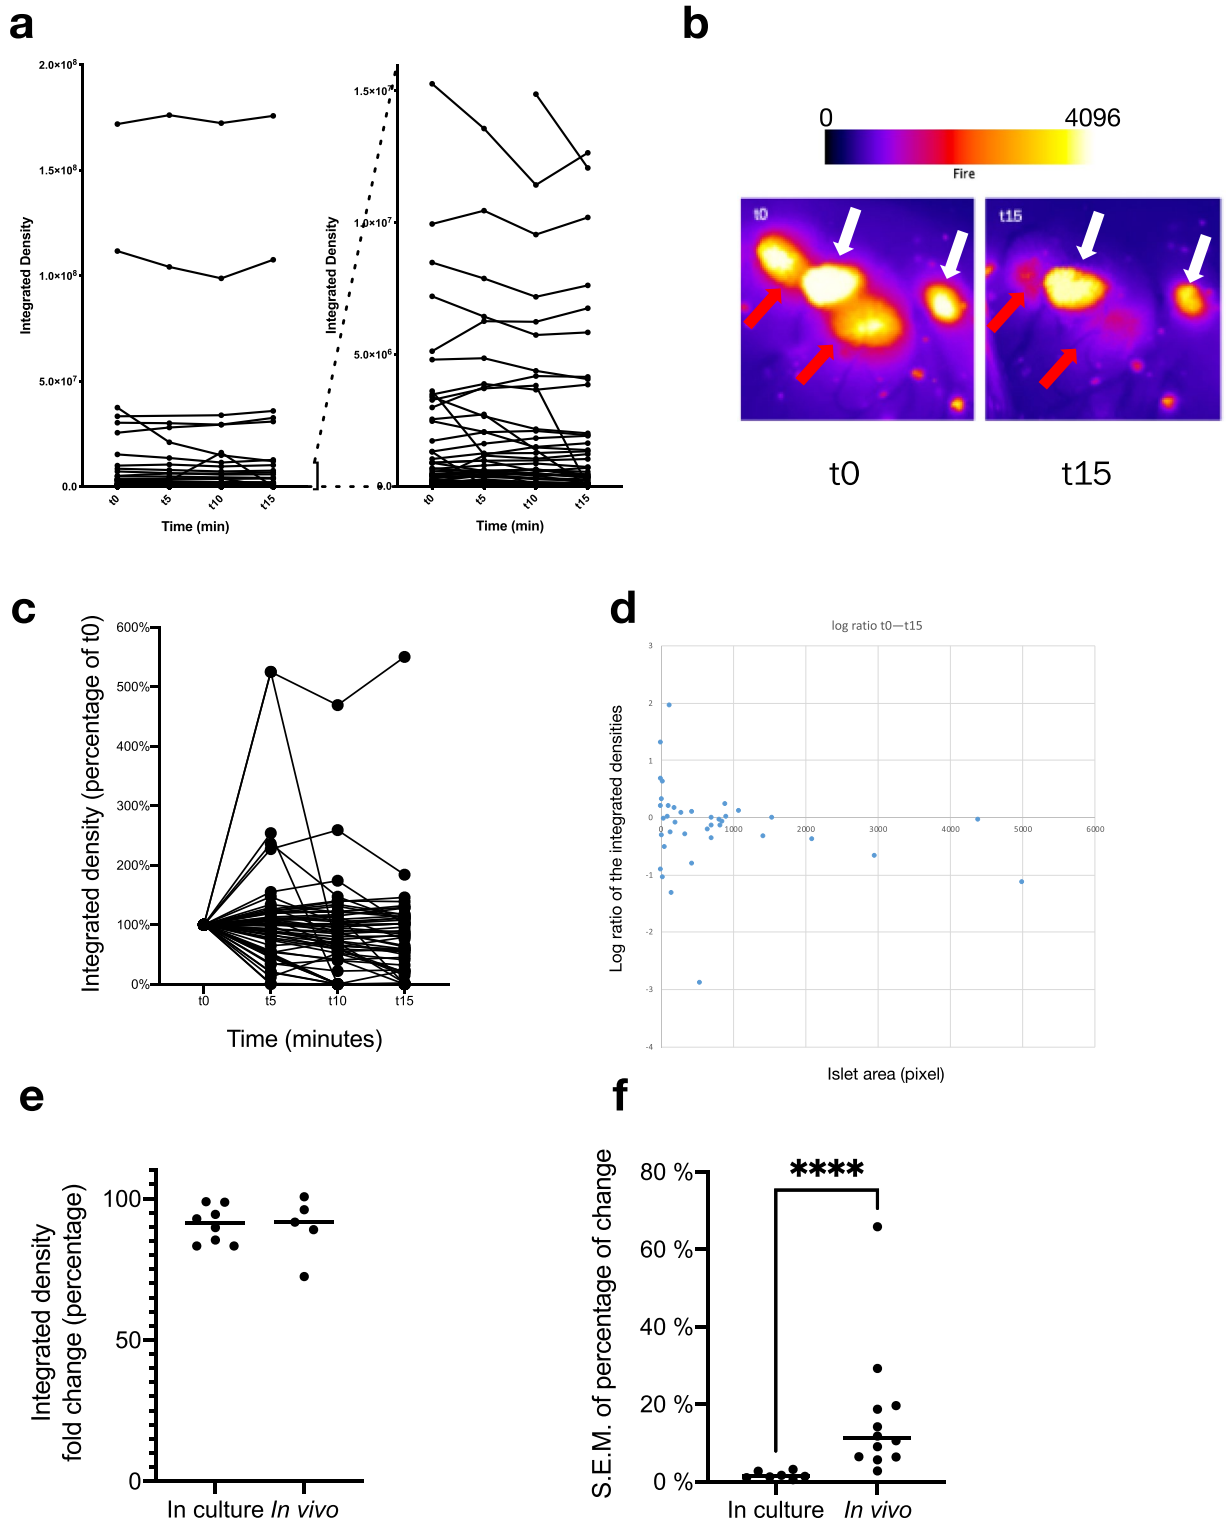 a
2.0×10⁸
1.5×10⁸
1.0×10⁸
5.0×10⁷
0.0
Integrated Density
t0 t5 t10 t15
Time (min)
1.5×10⁷
1.0×10⁷
5.0×10⁶
0.0
Integrated Density
t0 t5 t10 t15
Time (min)
b
0 4096
Fire
t0 t15
t0 t15
c
600%
500%
400%
300%
200%
100%
0%
Integrated density (percentage of t0)
t0 t5 t10 t15
Time (minutes)
d
log ratio t0—t15
3
2
1
0
-1
-2
-3
-4
0 1000 2000 3000 4000 5000 6000
Log ratio of the integrated densities
Islet area (pixel)
e
100
50
0
Integrated density
fold change (percentage)
In culture In vivo
f
80 %
60 %
40 %
20 %
0 %
S.E.M. of percentage of change
****
In culture In vivo